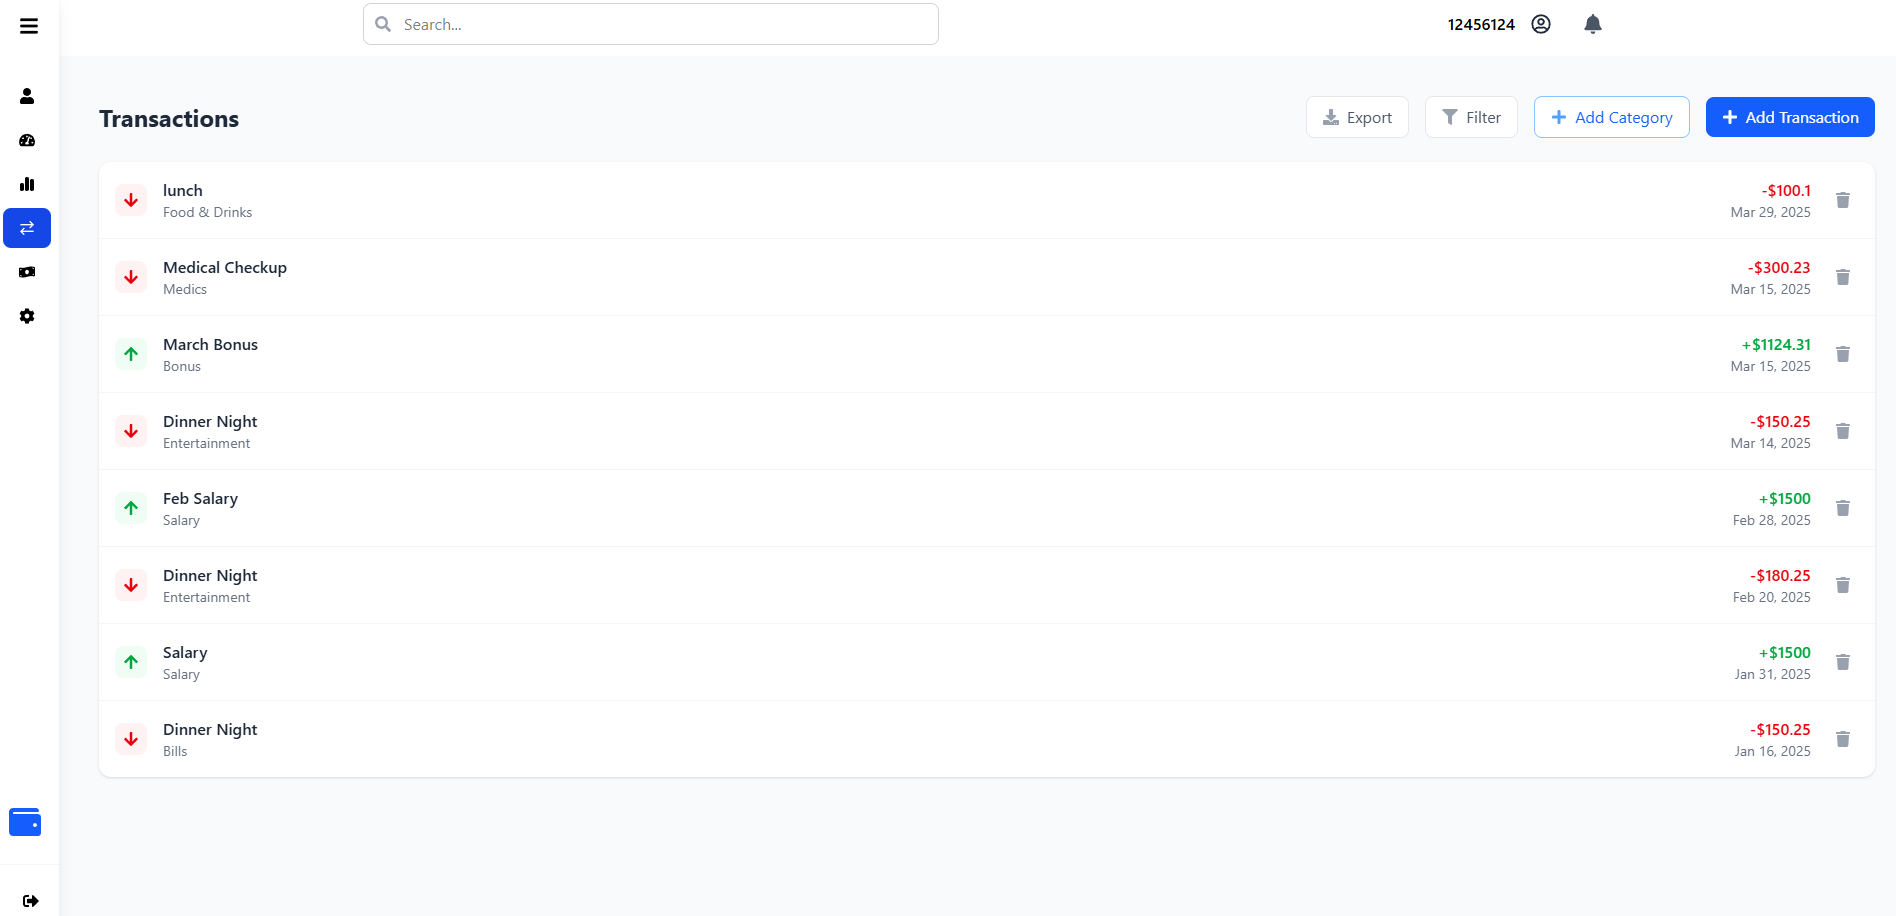 Search...
12456124
Transactions
Export
Filter
Add Category
Add Transaction
lunch
-$100.1
Food & Drinks
Mar 29, 2025
Medical Checkup
-$300.23
Medics
Mar 15, 2025
March Bonus
+$1124.31
Bonus
Mar 15, 2025
Dinner Night
-$150.25
Entertainment
Mar 14, 2025
Feb Salary
+$1500
Salary
Feb 28, 2025
Dinner Night
-$180.25
Entertainment
Feb 20, 2025
Salary
+$1500
Salary
Jan 31, 2025
Dinner Night
-$150.25
Bills
Jan 16, 2025